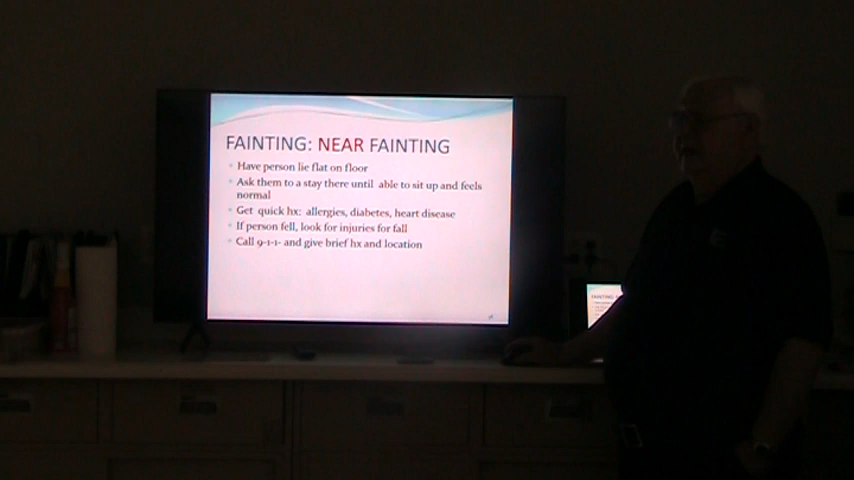 FAINTING: NEAR FAINTING
Have person lie flat on floor
Ask them to a stay there until able to sit up and feels
normal
Get quick hx: allergies, diabetes, heart disease
If person fell, look for injuries for fall
Call 9-1-1- and give brief hx and location
FAINTING